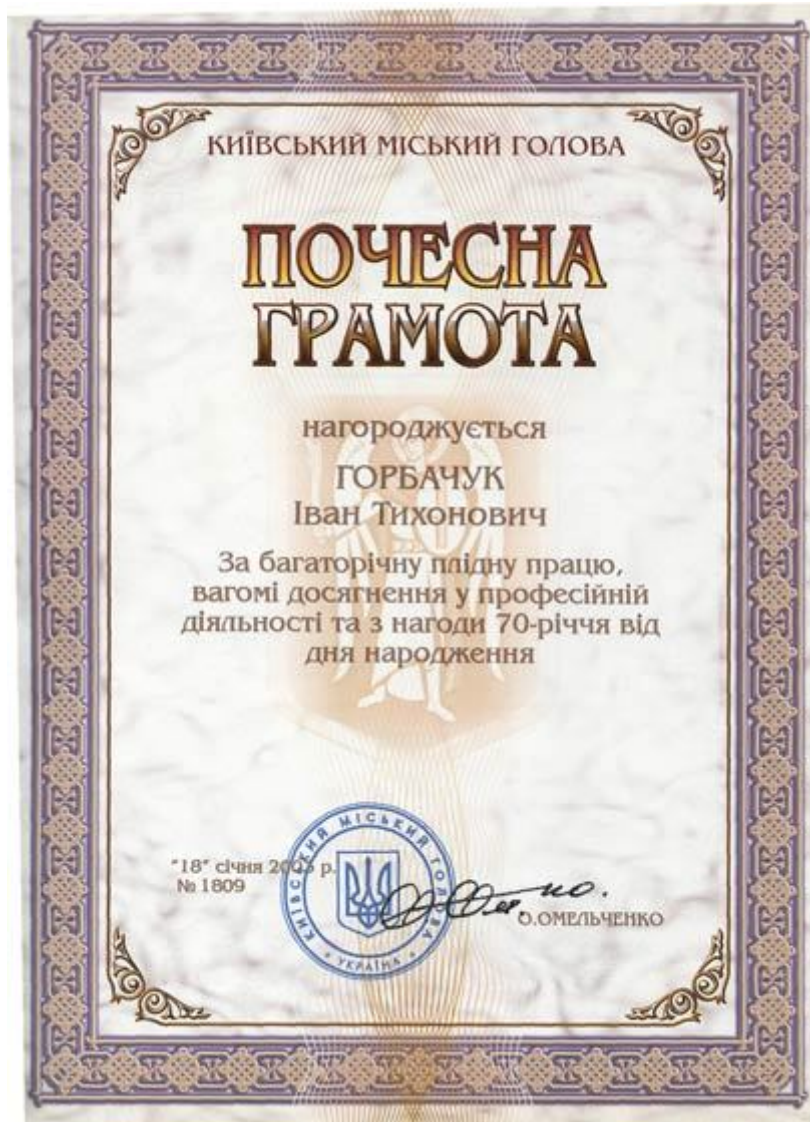 КИЇВСЬКИЙ МІСЬКИЙ ГОЛОВА
ПОЧЕСНА
ГРАМОТА
нагороджується
ГОРБАЧУК
Іван Тихонович
За багаторічну плідну працю,
вагомі досягнення у професійній
діяльності та з нагоди 70-річчя від
дня народження
"18" січня р.
№ 1809
КИЇВСЬКИЙ МІСЬКИЙ ГОЛОВА
* УКРАЇНА *
О.ОМЕЛЬЧЕНКО